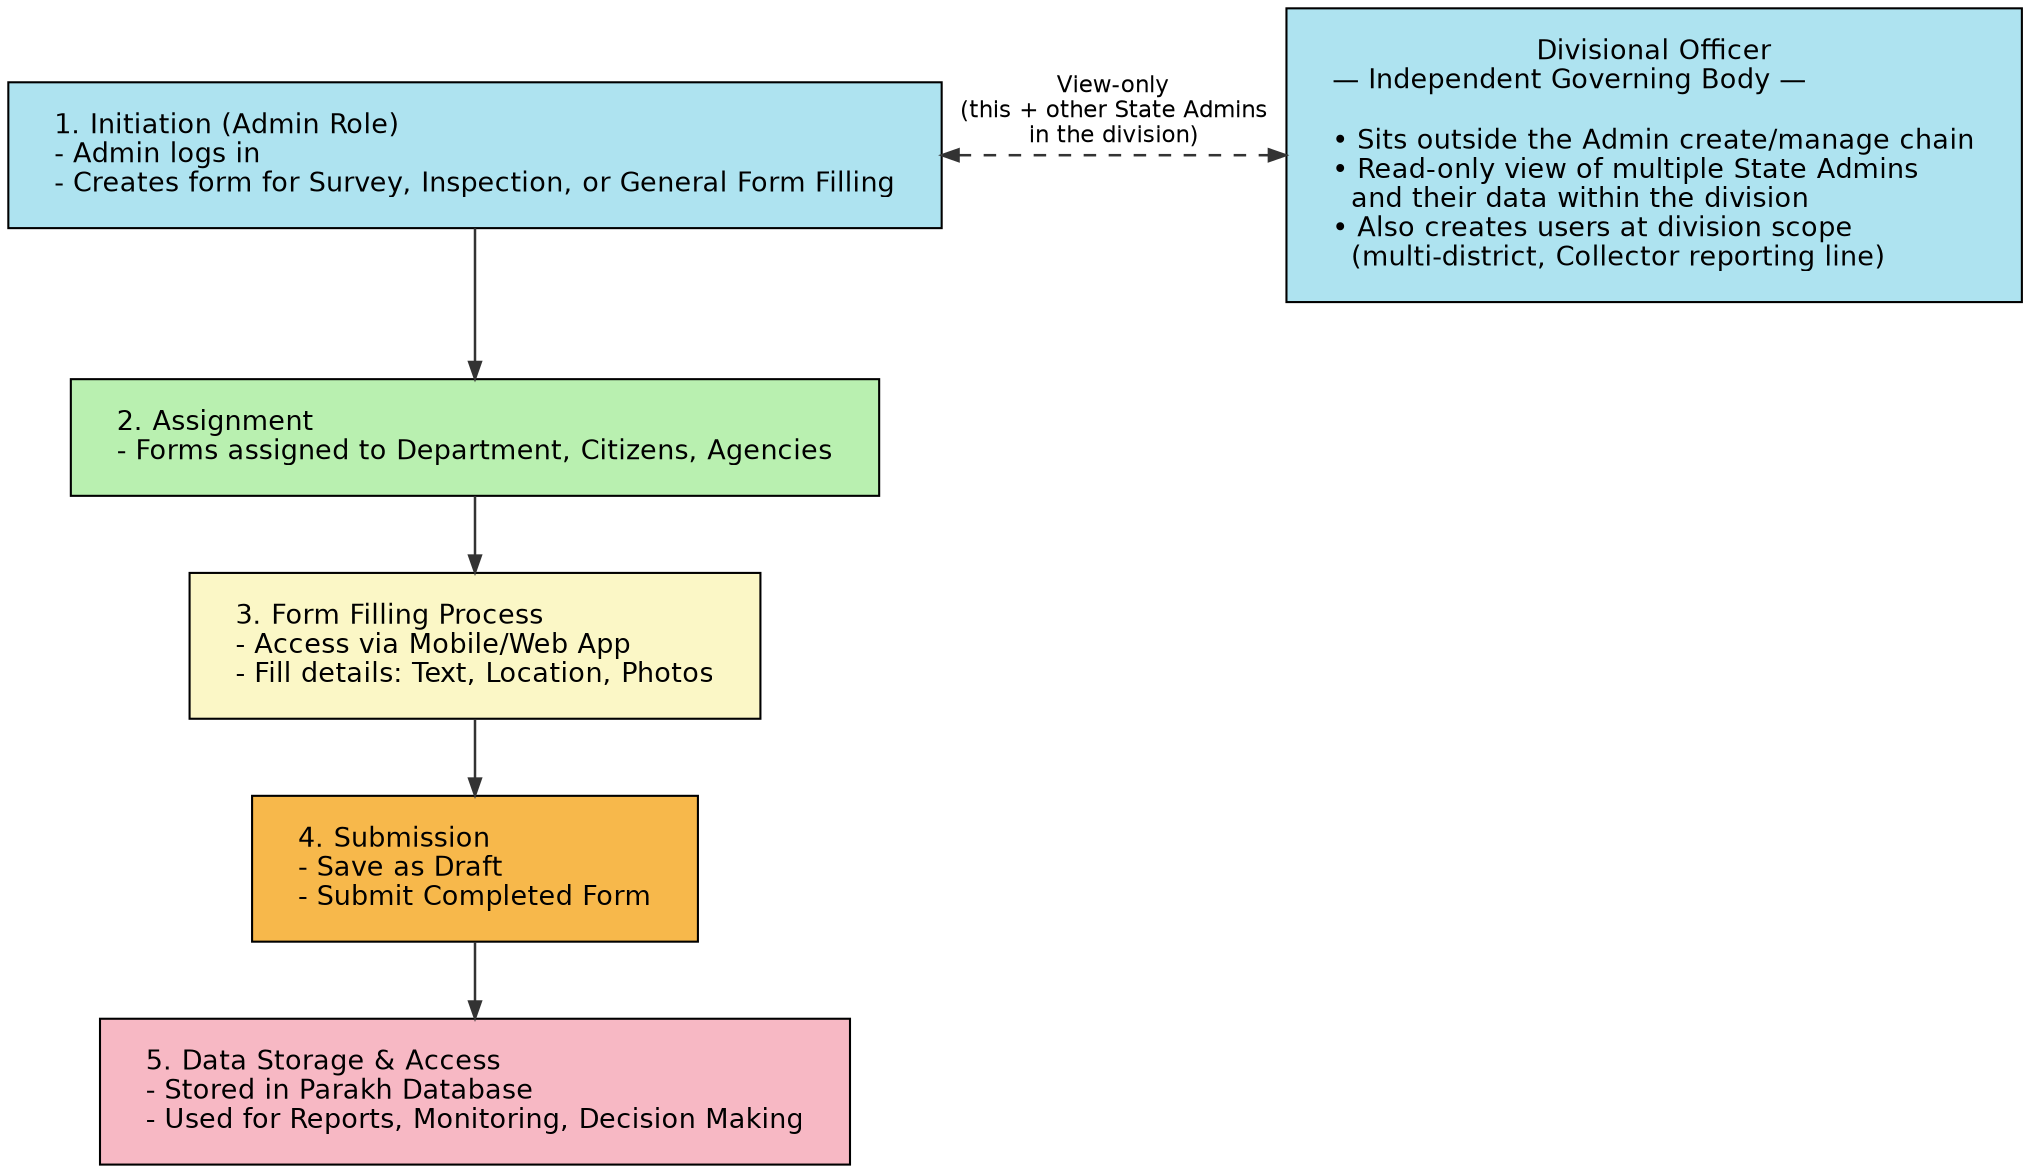 1. Initiation (Admin Role)
- Admin logs in
- Creates form for Survey, Inspection, or General Form Filling
View-only
(this + other State Admins
in the division)
Divisional Officer
— Independent Governing Body —
• Sits outside the Admin create/manage chain
• Read-only view of multiple State Admins
and their data within the division
• Also creates users at division scope
(multi-district, Collector reporting line)
2. Assignment
- Forms assigned to Department, Citizens, Agencies
3. Form Filling Process
- Access via Mobile/Web App
- Fill details: Text, Location, Photos
4. Submission
- Save as Draft
- Submit Completed Form
5. Data Storage & Access
- Stored in Parakh Database
- Used for Reports, Monitoring, Decision Making